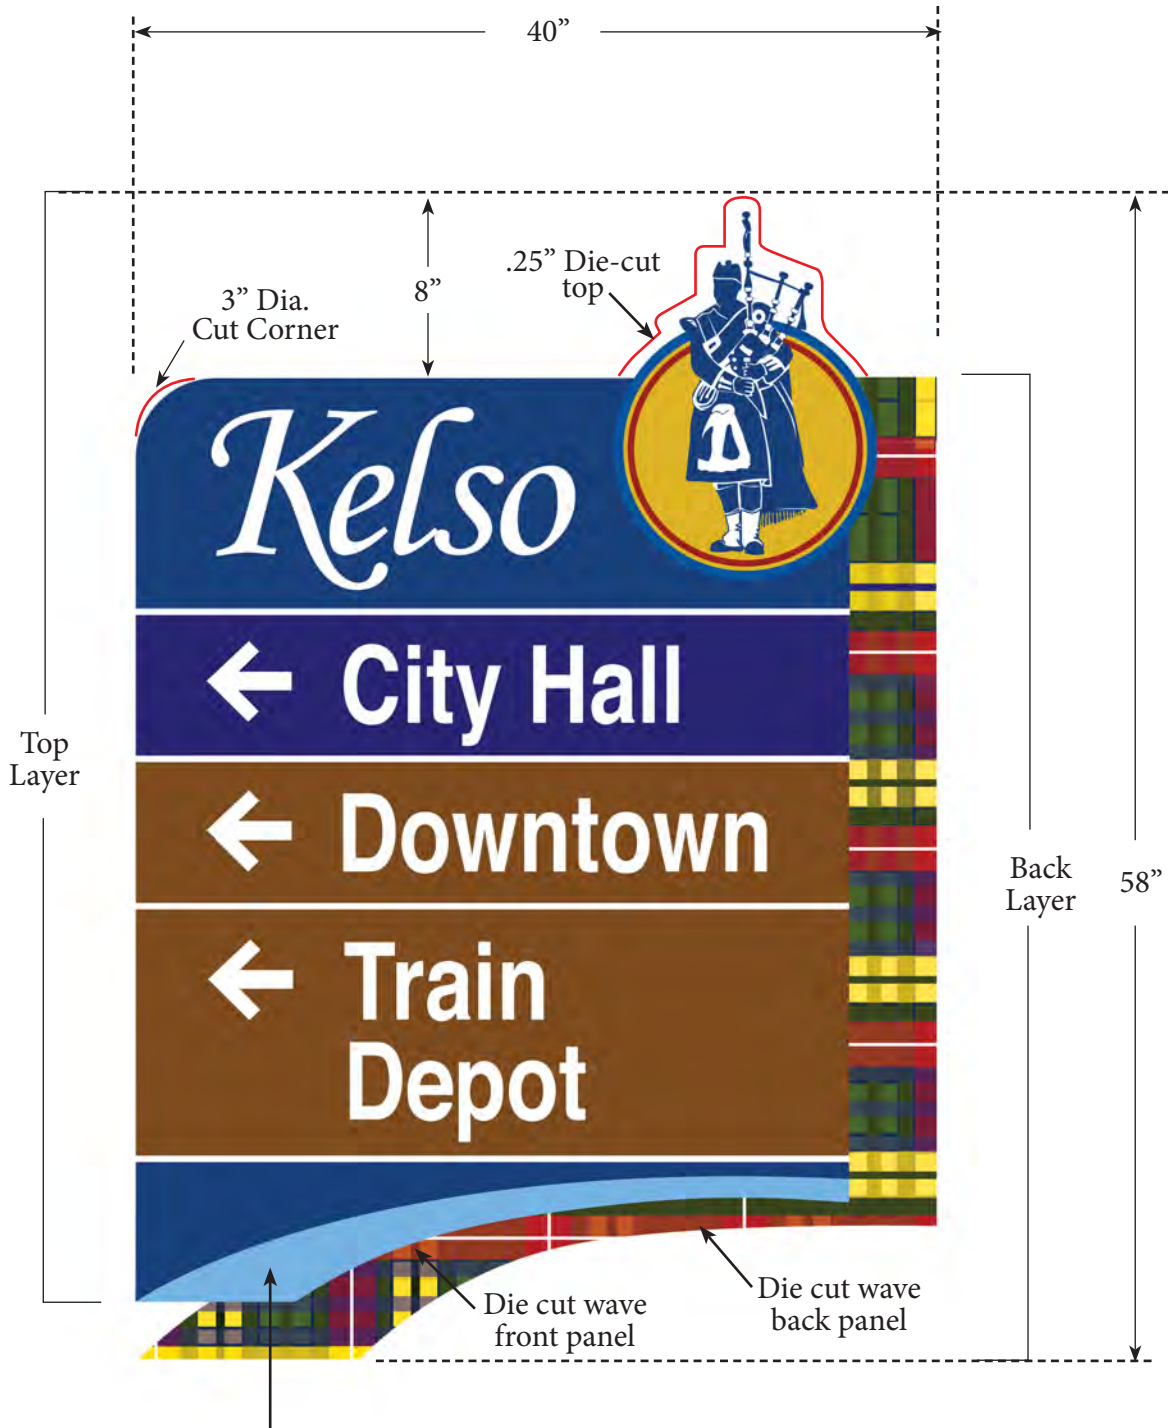 40”
8”
.25” Die-cut
top
3” Dia.
Cut Corner
Kelso
← City Hall
← Downtown
← Train
Depot
Top
Layer
Back
Layer
58”
Die cut wave
front panel
Die cut wave
back panel